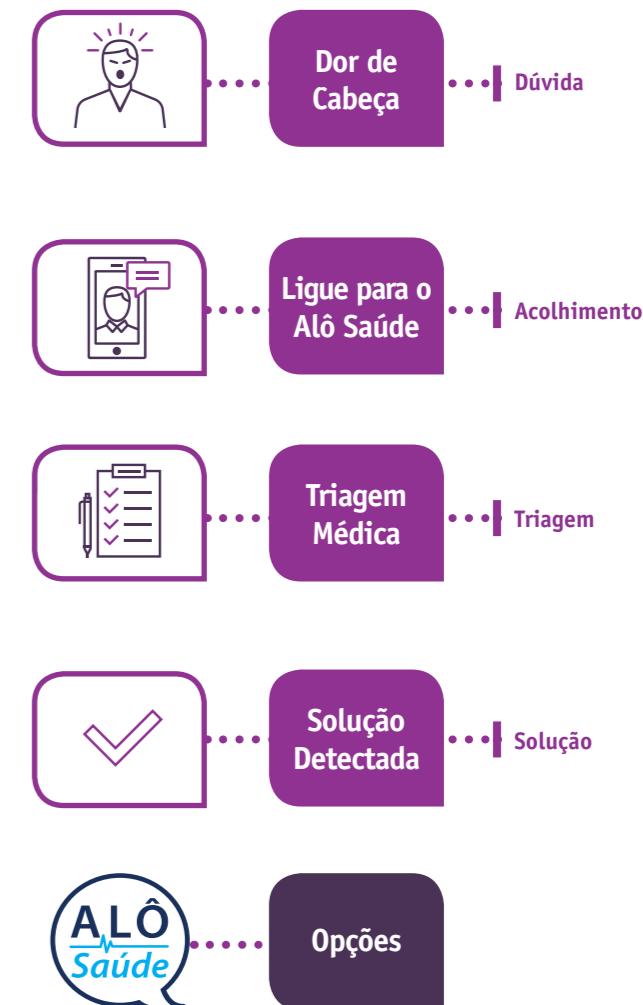 Dor de
Cabeça
Dúvida
Ligue para o
Alô Saúde
Acolhimento
Triagem
Médica
Triagem
Solução
Detectada
Solução
ALÔ
Saúde
Opções